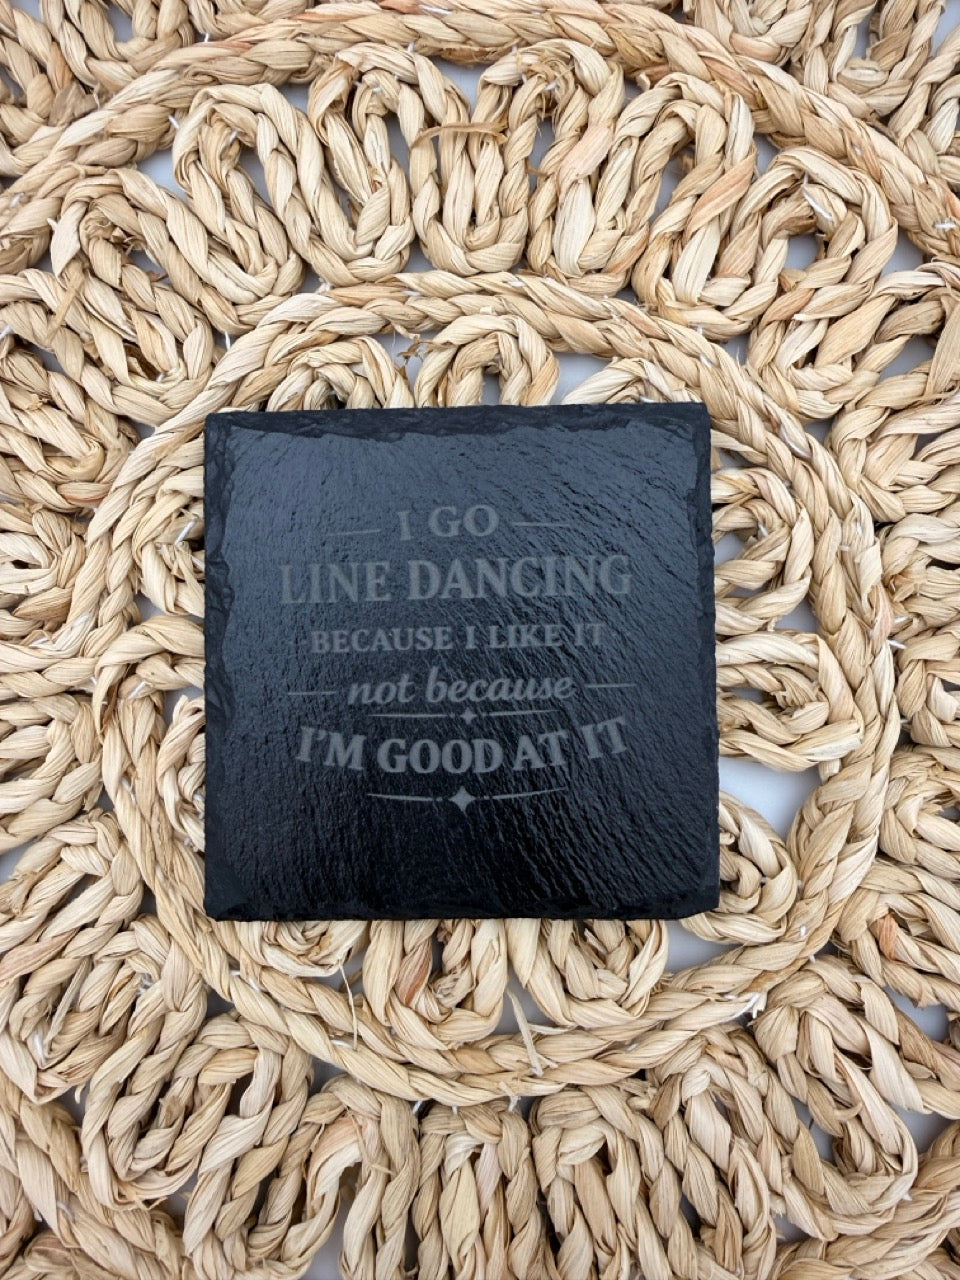 I GO
LINE DANCING
BECAUSE I LIKE IT
not because
I'M GOOD AT IT